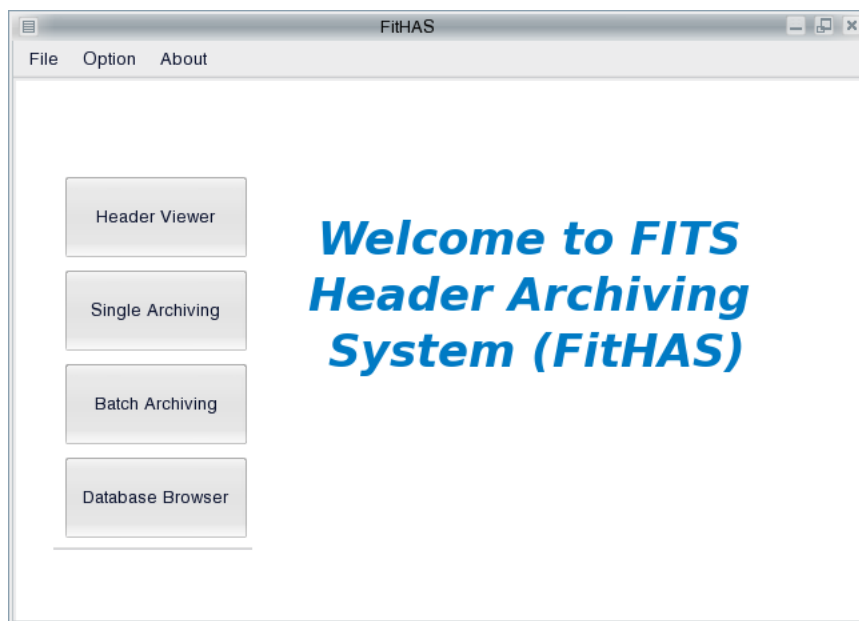 FitHAS
File Option About
Header Viewer
Single Archiving
Batch Archiving
Database Browser
Welcome to FITS
Header Archiving
System (FitHAS)